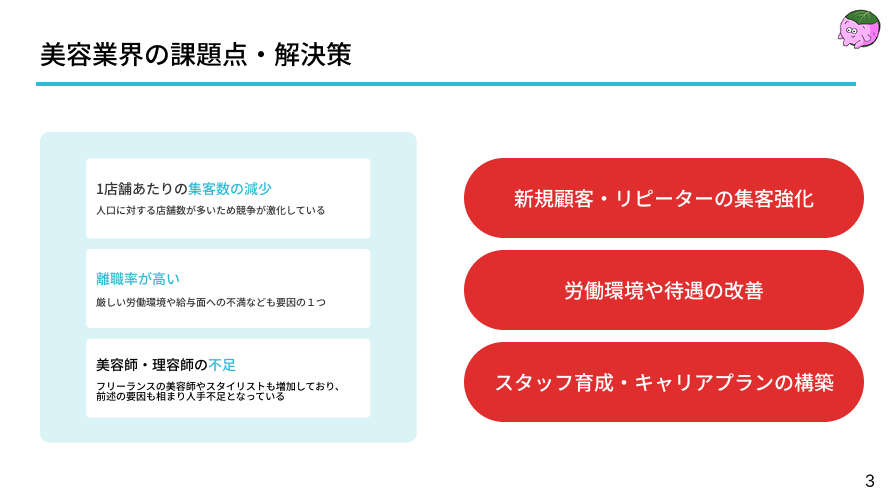 美容業界の課題点・解決策
1店舗あたりの集客数の減少
人口に対する店舗数が多いため競争が激化している
離職率が高い
厳しい労働環境や給与面への不満なども要因の１つ
美容師・理容師の不足
フリーランスの美容師やスタイリストも増加しており、
前述の要因も相まり人手不足となっている
新規顧客・リピーターの集客強化
労働環境や待遇の改善
スタッフ育成・キャリアプランの構築
3